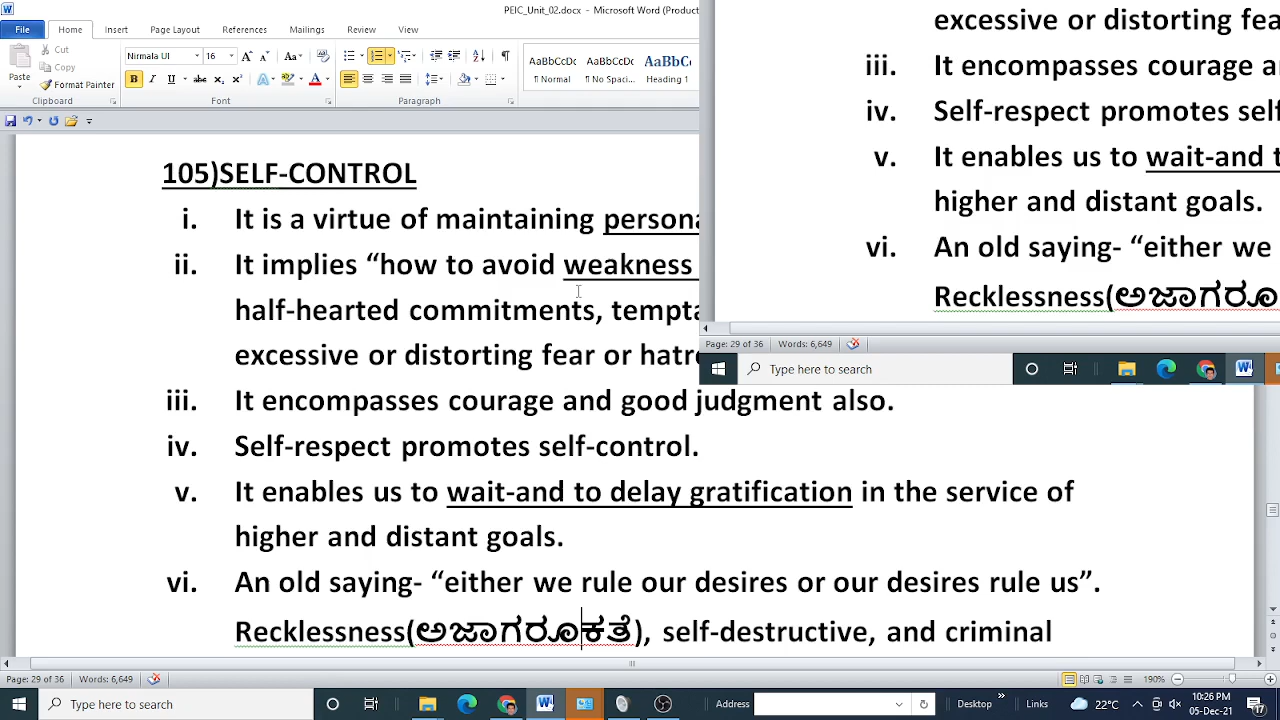 PEIC_Unit_02.docx - Microsoft Word (Produc
File Home Insert Page Layout References Mailings Review View
Cut
Copy
Format Painter
Paste
Nirmala UI 16
AaBbCcDc AaBbCcDc AaBbC
¶ Normal ¶ No Spaci... Heading 1
Clipboard Font Paragraph
105)SELF-CONTROL
i. It is a virtue of maintaining persona
ii. It implies “how to avoid weakness
half-hearted commitments, tempta
excessive or distorting fear or hatre
iii. It encompasses courage and good judgment also.
iv. Self-respect promotes self-control.
v. It enables us to wait-and to delay gratification in the service of
higher and distant goals.
vi. An old saying- “either we rule our desires or our desires rule us”.
Recklessness(ಅಜಾಗರೂಕತೆ), self-destructive, and criminal
excessive or distorting fea
iii. It encompasses courage a
iv. Self-respect promotes self
v. It enables us to wait-and t
higher and distant goals.
vi. An old saying- “either we
Recklessness(ಅಜಾಗರೂ
Page: 29 of 36 Words: 6,649
Type here to search
Page: 29 of 36 Words: 6,649 190%
Type here to search Address Desktop Links 22°C 10:26 PM
05-Dec-21
17